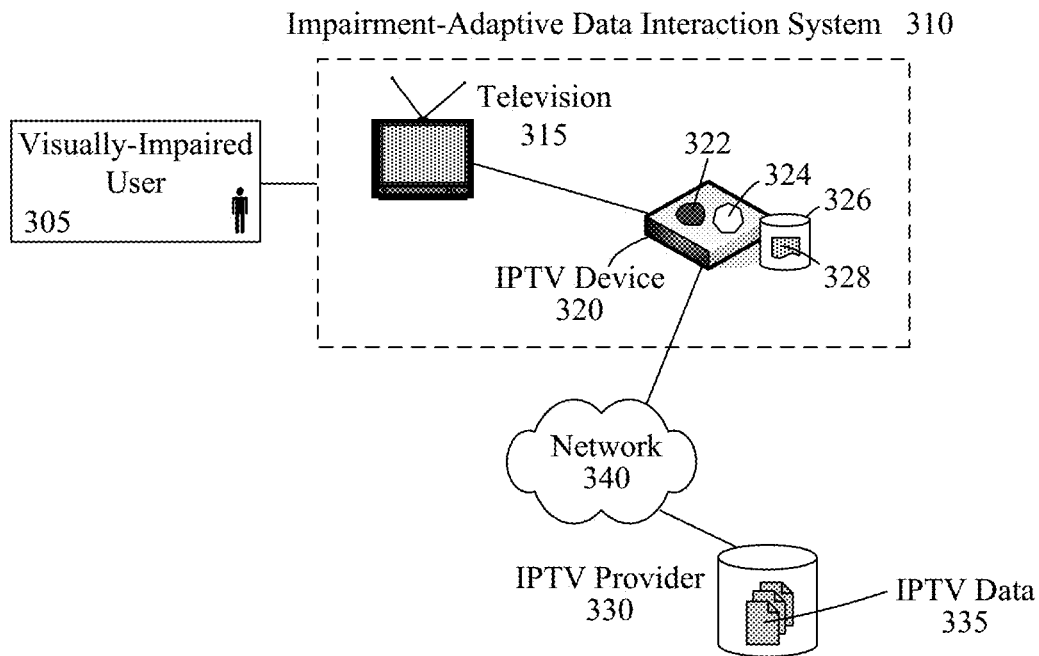 Impairment-Adaptive Data Interaction System 310
Television
315
Visually-Impaired
User
305
322
324
326
328
IPTV Device
320
Network
340
IPTV Provider
330
IPTV Data
335